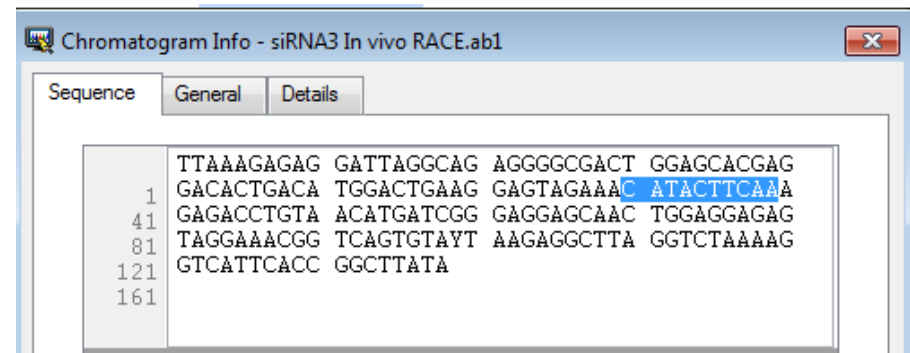 Chromatogram Info - siRNA3 In vivo RACE.ab1
Sequence General Details
TTAAAGAGAG GATTAGGCAG AGGGGCGACT GGAGCACGAG
1 GACACTGACA TGGACTGAAG GAGTAGAAAC ATACTTCAAA
41 GAGACCTGTA ACATGATCGG GAGGAGCAAC TGGAGGAGAG
81 TAGGAAACGG TCAGTGTAYT AAGAGGCTTA GGTCTAAAAG
121 GTCATTCACC GGCTTATA
161